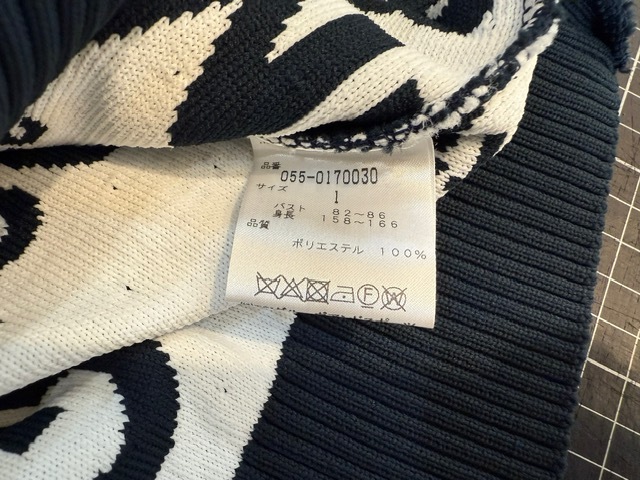 品番
055-0170030
サイズ
1
バスト 82~86
身長 158~166
品質
ポリエステル 100%
F W